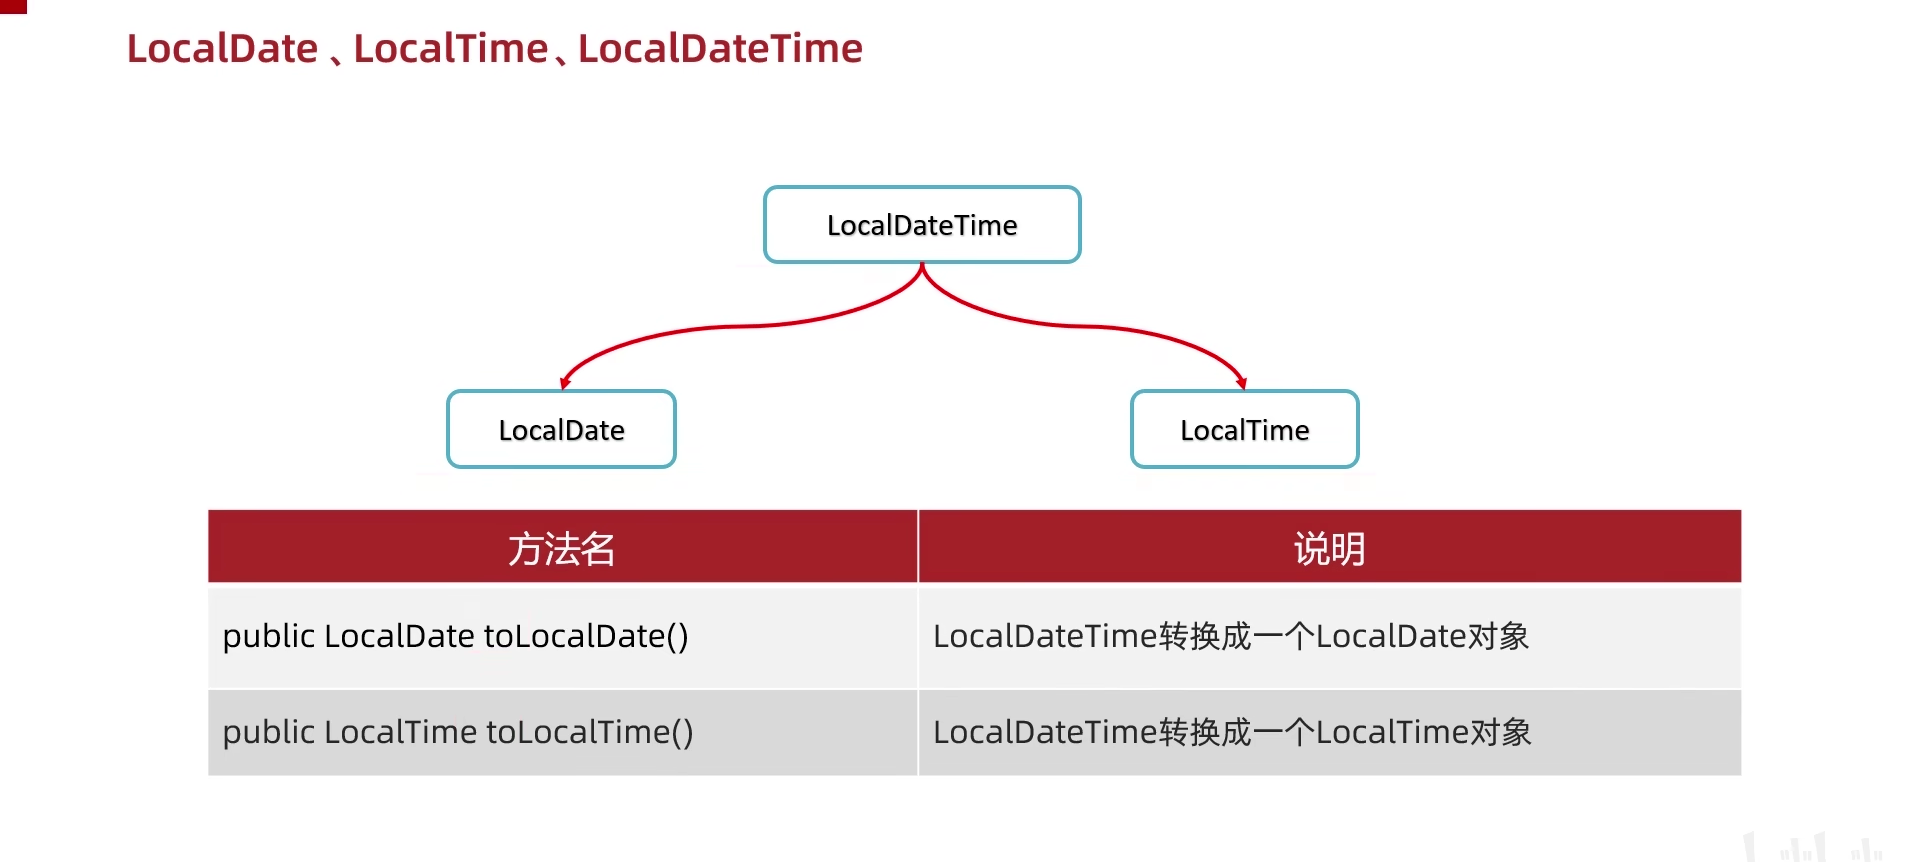 LocalDate 、LocalTime、LocalDateTime
LocalDateTime
LocalDate
LocalTime
方法名 说明
public LocalDate toLocalDate() LocalDateTime转换成一个LocalDate对象
public LocalTime toLocalTime() LocalDateTime转换成一个LocalTime对象